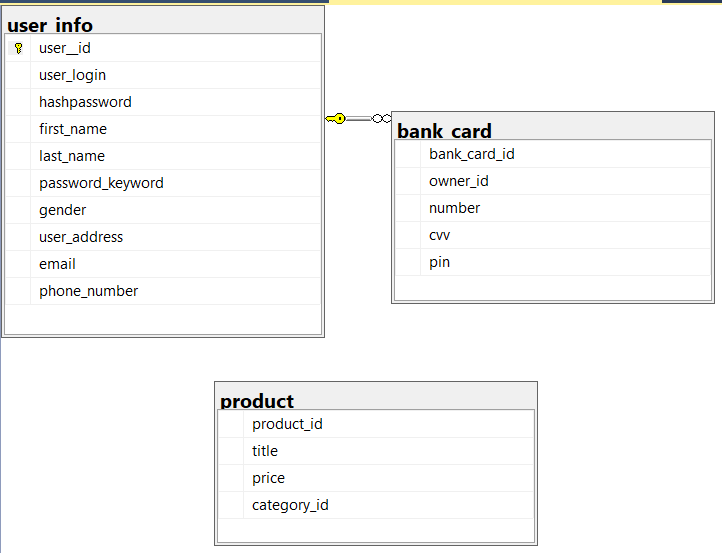 user_info
user__id
user_login
hashpassword
first_name
last_name
password_keyword
gender
user_address
email
phone_number
bank_card
bank_card_id
owner_id
number
cvv
pin
product
product_id
title
price
category_id